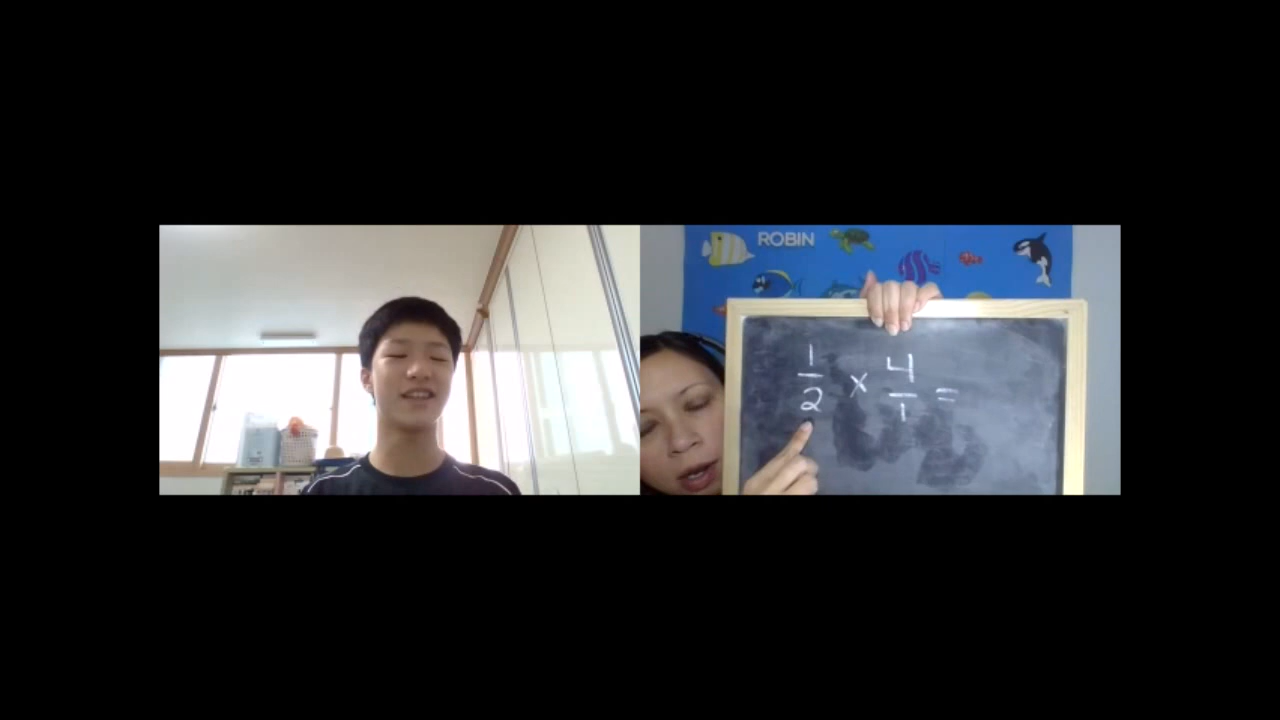 ROBIN
1/2 x 4/1 =